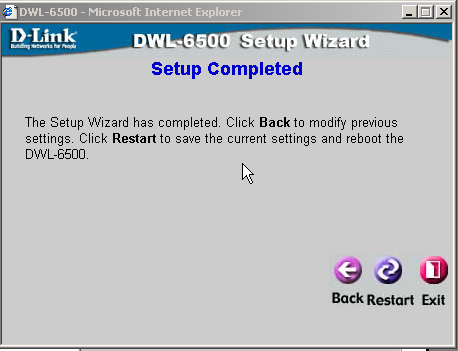 DWL-6500 - Microsoft Internet Explorer
D-Link
Building Networks for People
DWL-6500 Setup Wizard
Setup Completed
The Setup Wizard has completed. Click Back to modify previous
settings. Click Restart to save the current settings and reboot the
DWL-6500.
Back Restart Exit